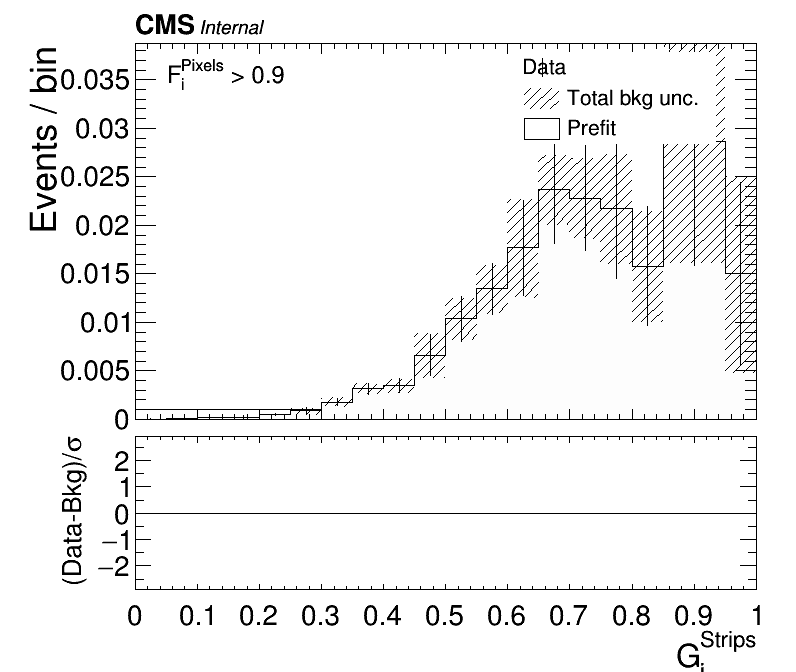 CMS Internal
F_i^Pixels > 0.9
Data
Total bkg unc.
Prefit
Events / bin
0.035
0.03
0.025
0.02
0.015
0.01
0.005
0
(Data-Bkg)/σ
2
1
0
−1
−2
0 0.1 0.2 0.3 0.4 0.5 0.6 0.7 0.8 0.9 1
G_i^Strips